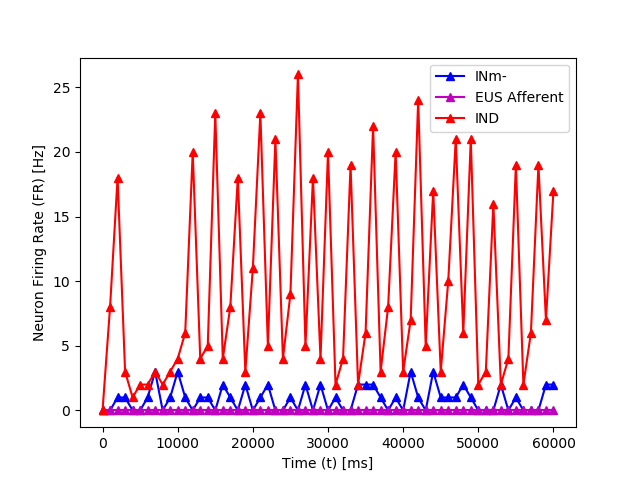 INm-
EUS Afferent
IND
Neuron Firing Rate (FR) [Hz]
25
20
15
10
5
0
0 10000 20000 30000 40000 50000 60000
Time (t) [ms]